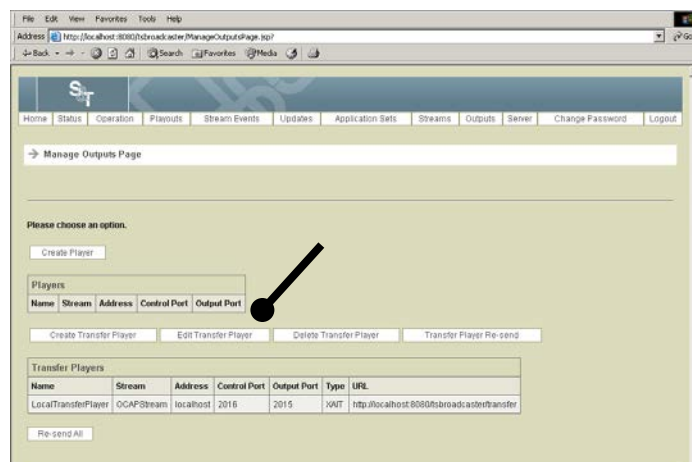 File Edit View Favorites Tools Help
Address http://localhost:8080/tsbroadcaster/ManageOutputsPage.jsp? Go
Back Search Favorites Media
S&T
Home Status Operation Playouts Stream Events Updates Application Sets Streams Outputs Server Change Password Logout
Manage Outputs Page
Please choose an option.
Create Player
Players
Name Stream Address Control Port Output Port
Create Transfer Player Edit Transfer Player Delete Transfer Player Transfer Player Re-send
Transfer Players
Name Stream Address Control Port Output Port Type URL
LocalTransferPlayer OCAPStream localhost 2016 2015 XAIT http://localhost:8080/tsbroadcaster/transfer
Re-send All